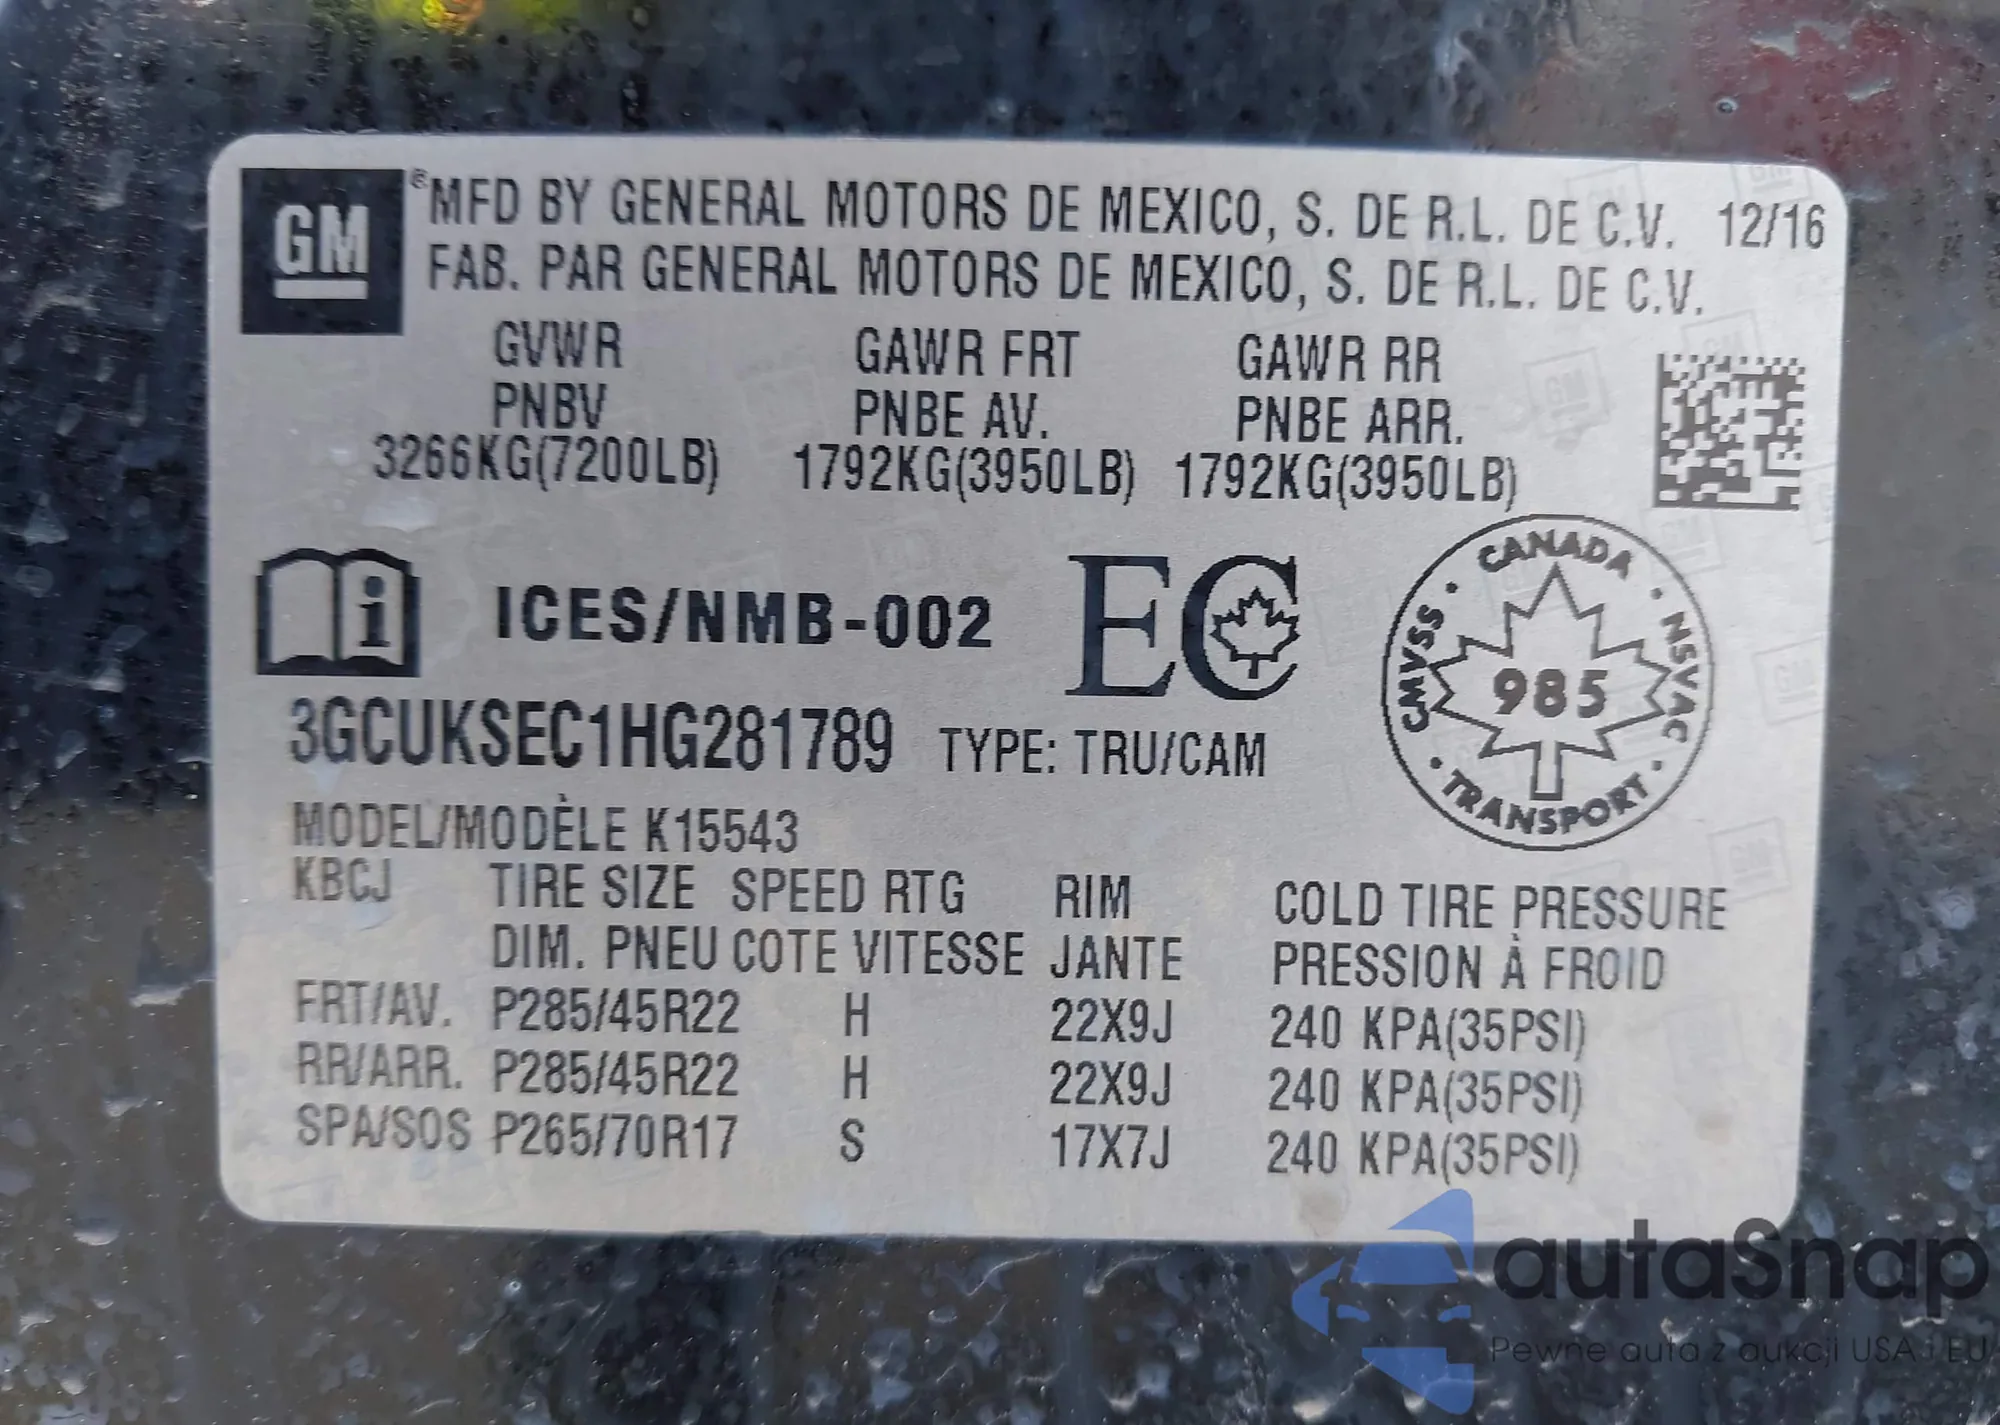 GM ®MFD BY GENERAL MOTORS DE MEXICO, S. DE R.L. DE C.V. 12/16
FAB. PAR GENERAL MOTORS DE MEXICO, S. DE R.L. DE C.V.
GVWR GAWR FRT GAWR RR
PNBV PNBE AV. PNBE ARR.
3266KG(7200LB) 1792KG(3950LB) 1792KG(3950LB)
i ICES/NMB-002 EC
CANADA · NSVAC · TRANSPORT · CMVSS ·
985
3GCUKSEC1HG281789 TYPE: TRU/CAM
MODEL/MODÈLE K15543
KBCJ TIRE SIZE SPEED RTG RIM COLD TIRE PRESSURE
DIM. PNEU COTE VITESSE JANTE PRESSION À FROID
FRT/AV. P285/45R22 H 22X9J 240 KPA(35PSI)
RR/ARR. P285/45R22 H 22X9J 240 KPA(35PSI)
SPA/SOS P265/70R17 S 17X7J 240 KPA(35PSI)
autaSnap
Pewne auta z aukcji USA i EU